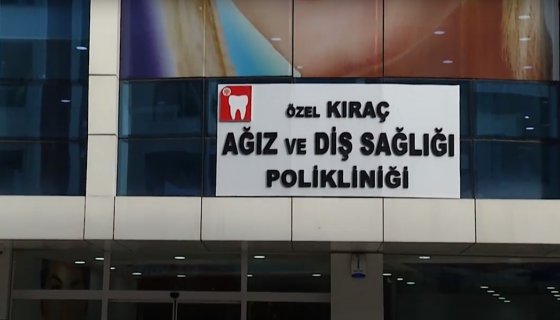 ÖZEL KIRAÇ
AĞIZ VE DİŞ SAĞLIĞI
POLİKLİNİĞİ